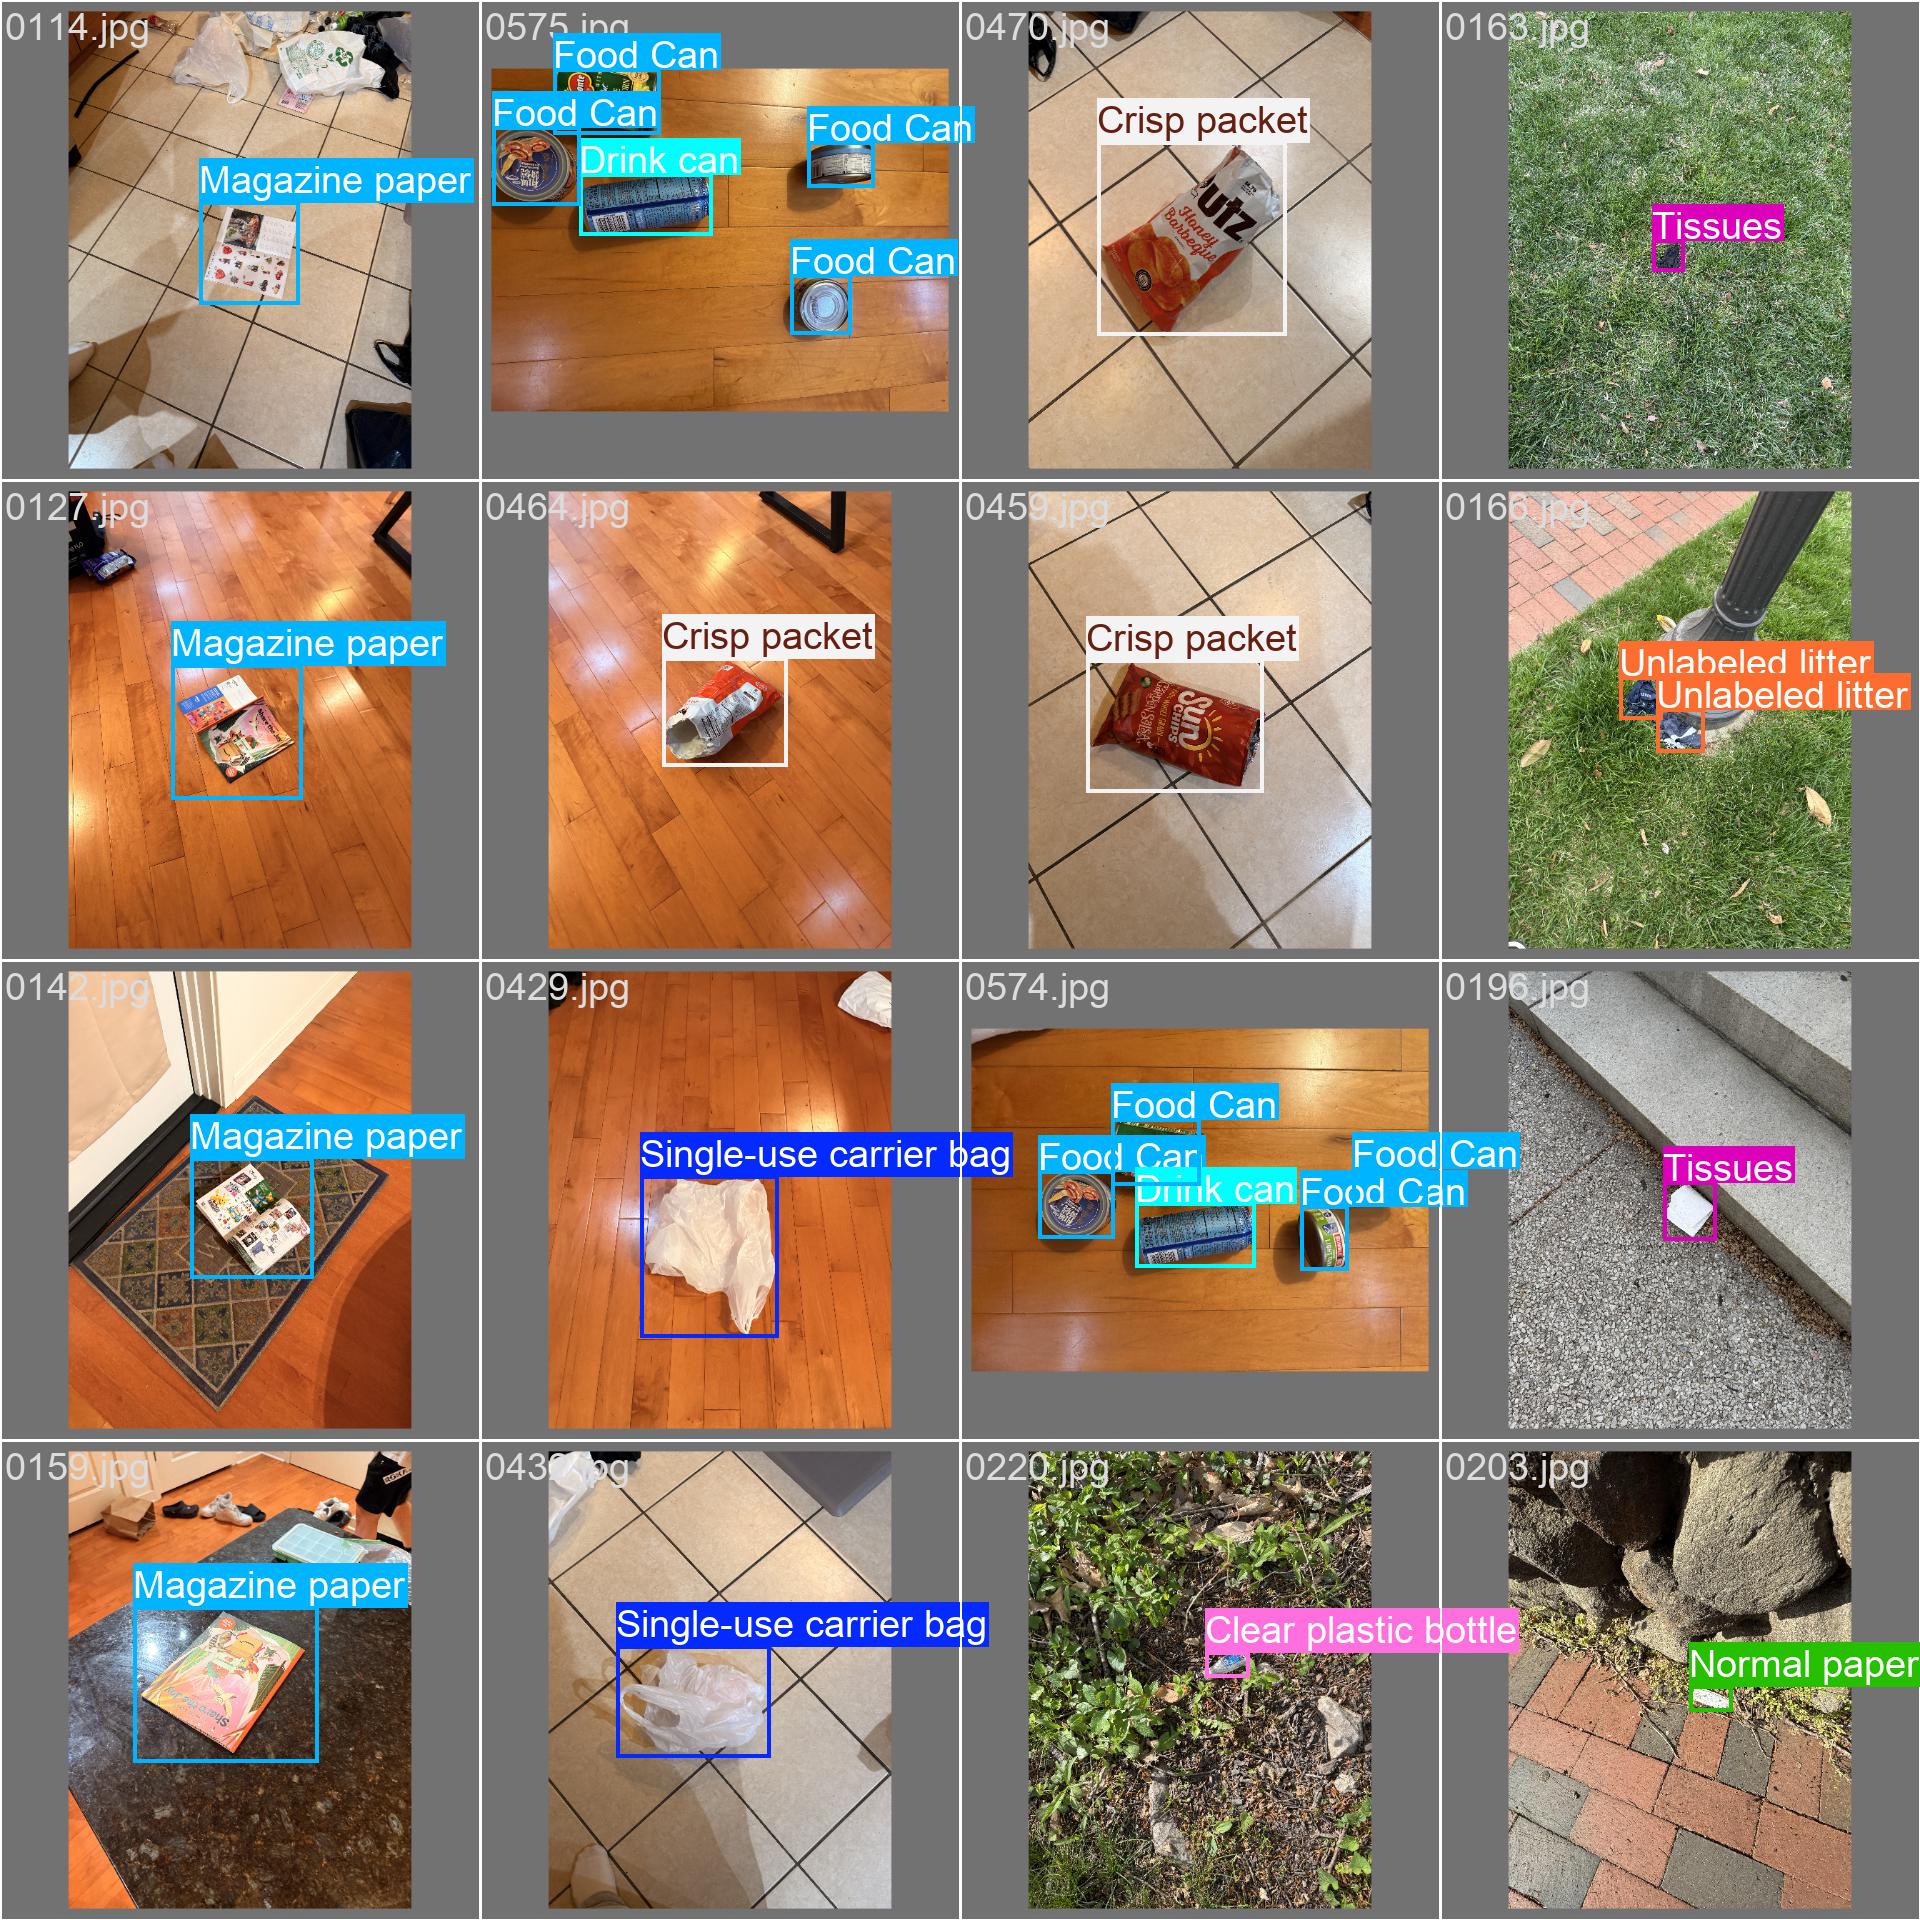 0114.jpg
Magazine paper
0575.jpg
Food Can
Food Can
Drink can
Food Can
Food Can
0470.jpg
Crisp packet
utz
Honey
Barbeque
0163.jpg
Tissues
0127.jpg
Magazine paper
0464.jpg
Crisp packet
0459.jpg
Crisp packet
Sun
CHIPS
0166.jpg
Unlabeled litter
Unlabeled litter
0142.jpg
Magazine paper
0429.jpg
Single-use carrier bag
0574.jpg
Food Can
Food Can
Drink can
Food Can
Food Can
0196.jpg
Tissues
0159.jpg
Magazine paper
Share the Joy
Single-use carrier bag
0220.jpg
Clear plastic bottle
0203.jpg
Normal paper